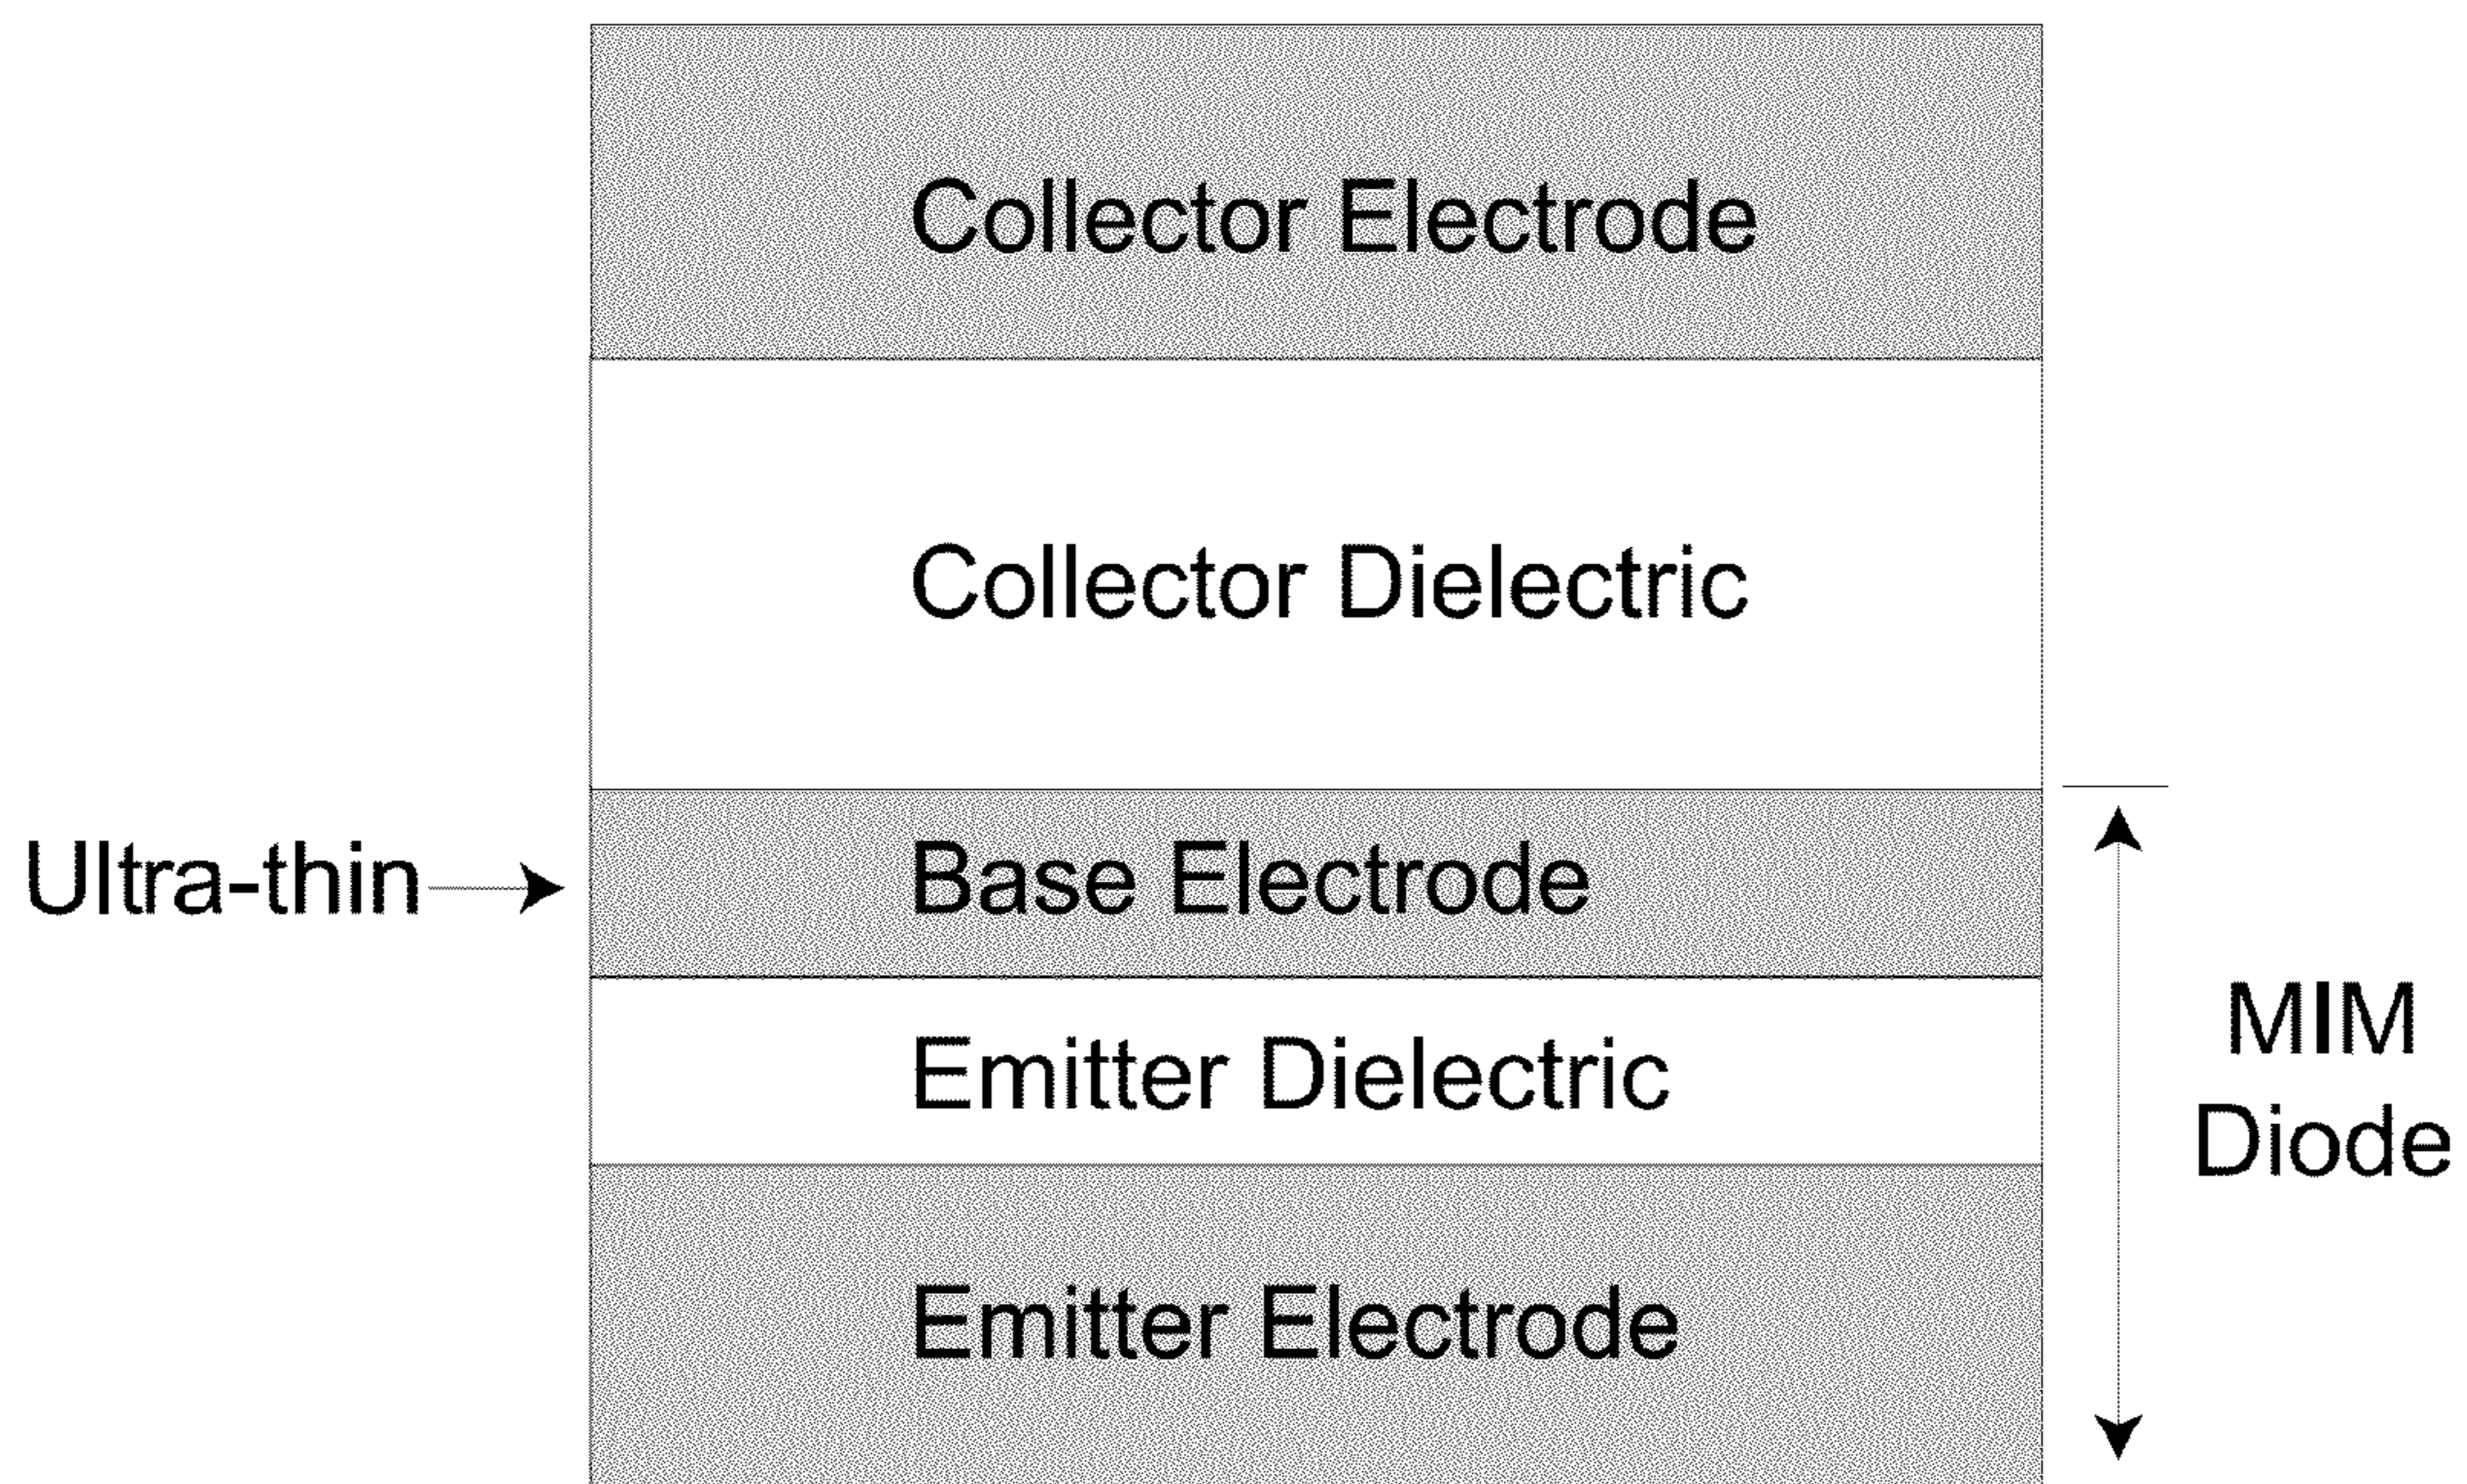 Collector Electrode
Collector Dielectric
Ultra-thin
Base Electrode
Emitter Dielectric
MIM
Diode
Emitter Electrode